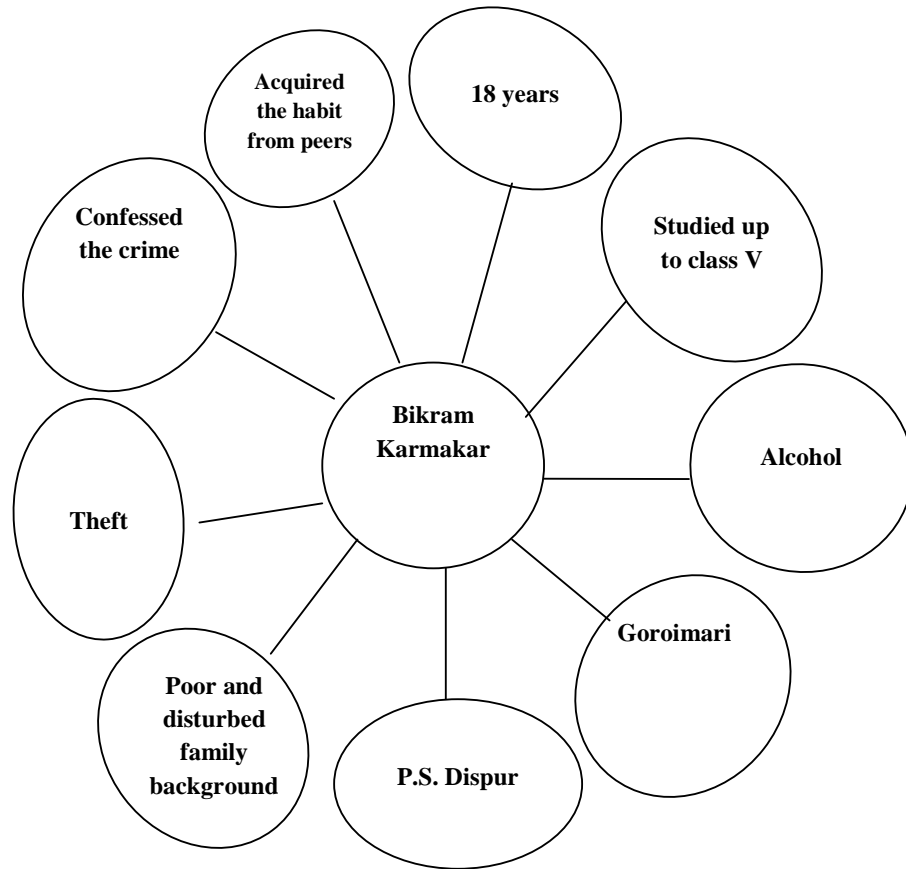 Acquired
the habit
from peers
18 years
Confessed
the crime
Studied up
to class V
Bikram
Karmakar
Alcohol
Theft
Goroimari
Poor and
disturbed
family
background
P.S. Dispur